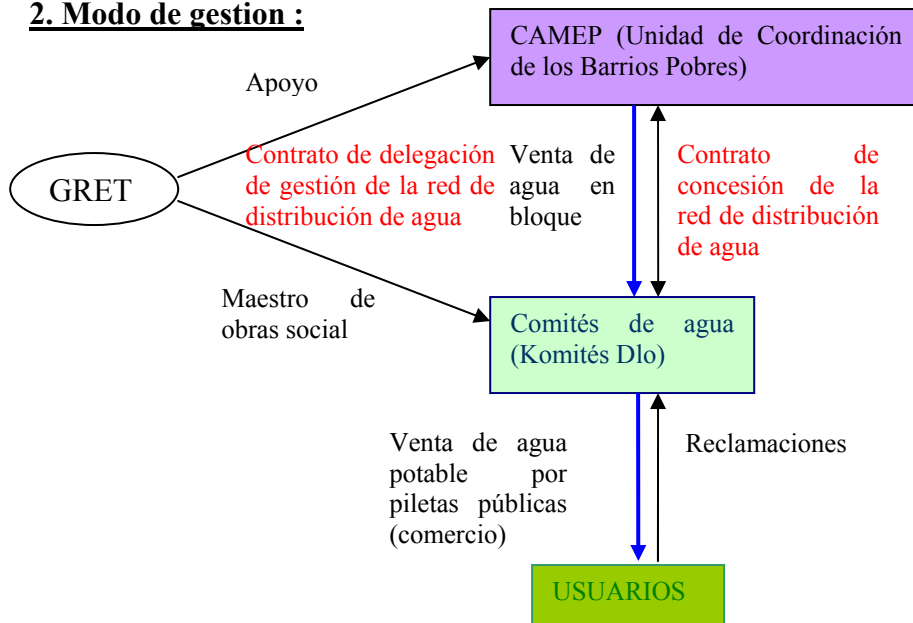 2. Modo de gestion :
CAMEP (Unidad de Coordinación
de los Barrios Pobres)
Apoyo
GRET
Contrato de delegación
de gestión de la red de
distribución de agua
Venta de
agua en
bloque
Contrato de
concesión de la
red de distribución
de agua
Maestro de
obras social
Comités de agua
(Komités Dlo)
Venta de agua
potable por
piletas públicas
(comercio)
Reclamaciones
USUARIOS